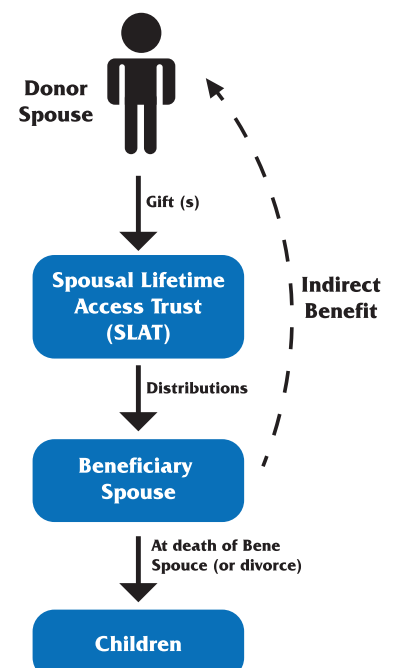 Donor
Spouse
Gift (s)
Spousal Lifetime
Access Trust
(SLAT)
Indirect
Benefit
Distributions
Beneficiary
Spouse
At death of Bene
Spouce (or divorce)
Children